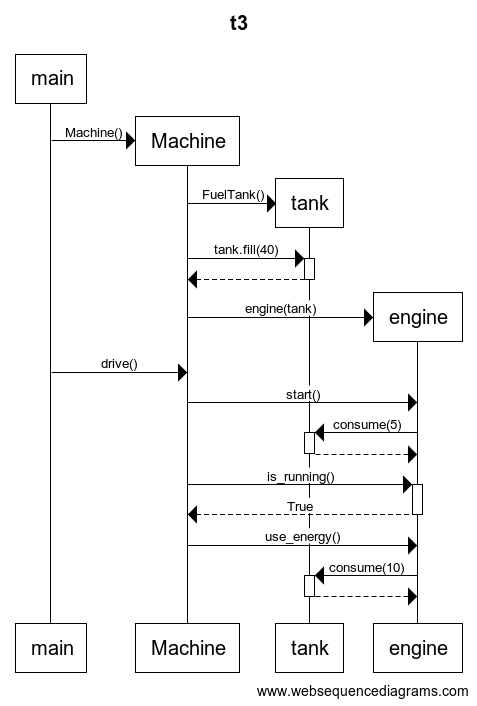 t3
main
Machine()
Machine
FuelTank()
tank
tank.fill(40)
engine(tank)
engine
drive()
start()
consume(5)
is_running()
True
use_energy()
consume(10)
main
Machine
tank
engine
www.websequencediagrams.com